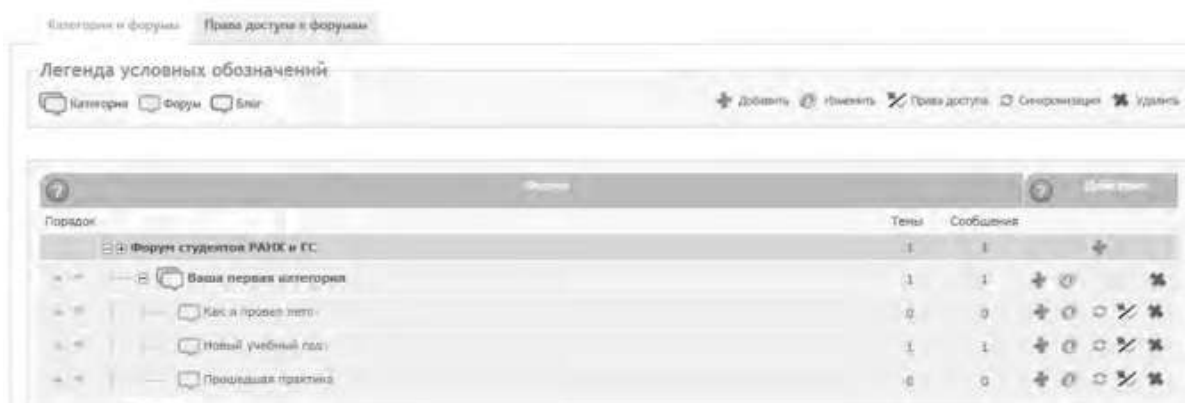 Категории и форумы Права доступа к форумам
Легенда условных обозначений
Категория Форум Блог Добавить Изменить Права доступа Синхронизация Удалить
Форум Действия
Порядок Темы Сообщения
Форум студентов РАНХ и ГС 1 1
Ваша первая категория 1 1
Как я провел лето 0 0
Новый учебный год 1 1
Прошедшая практика 0 0